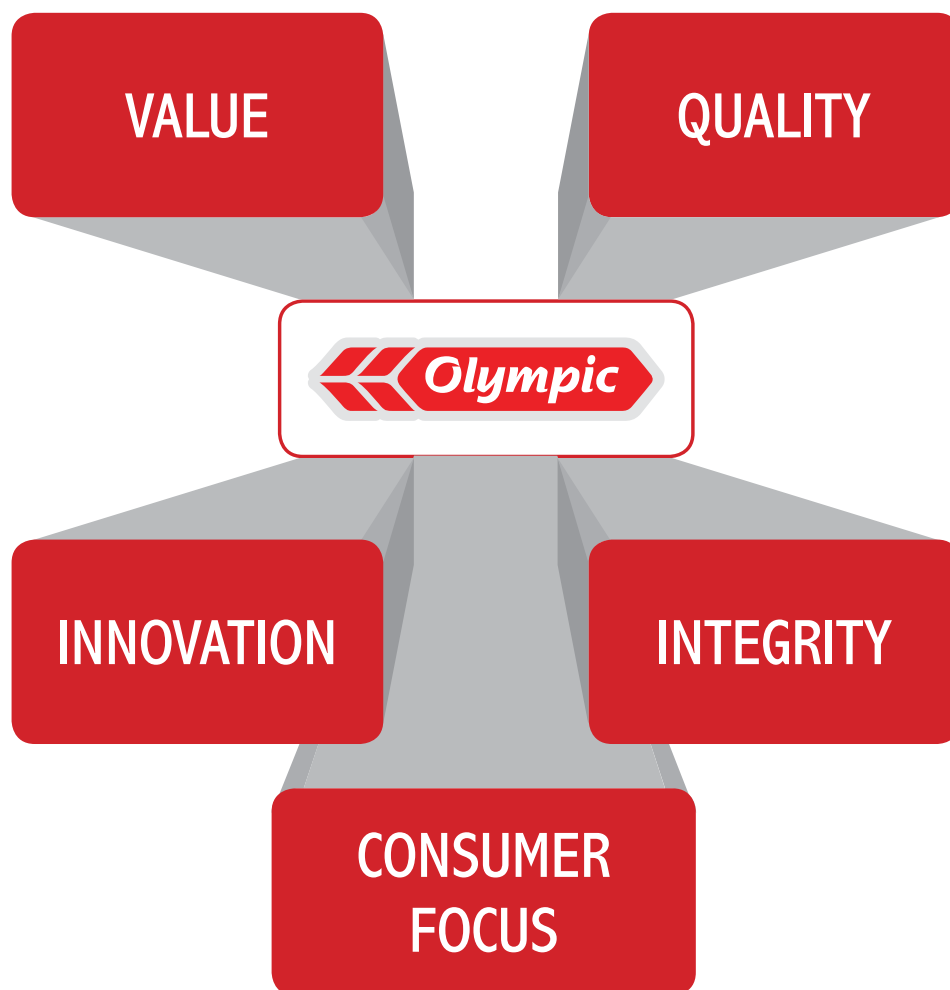 VALUE
QUALITY
Olympic
INNOVATION
INTEGRITY
CONSUMER
FOCUS